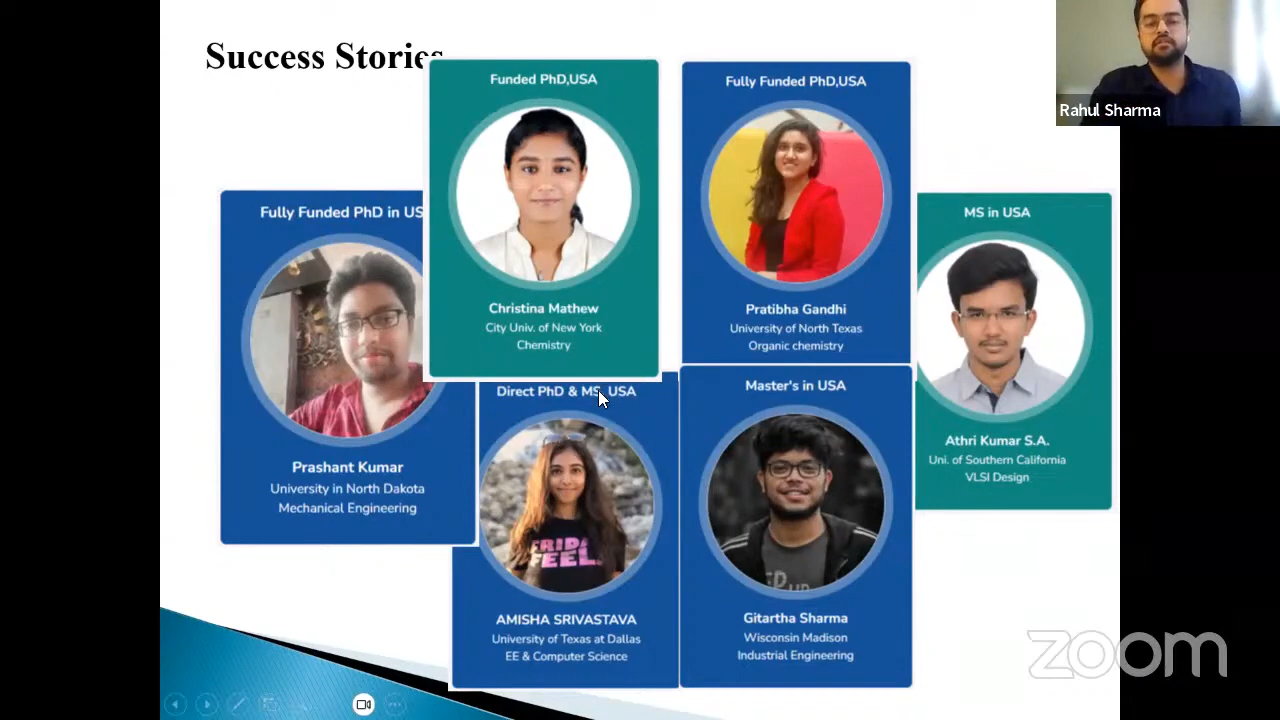 Success Stories
Rahul Sharma
Funded PhD,USA
Christina Mathew
City Univ. of New York
Chemistry
Fully Funded PhD,USA
Pratibha Gandhi
University of North Texas
Organic chemistry
Fully Funded PhD in US
Prashant Kumar
University in North Dakota
Mechanical Engineering
MS in USA
Athri Kumar S.A.
Uni. of Southern California
VLSI Design
Direct PhD & MS, USA
FEEL
AMISHA SRIVASTAVA
University of Texas at Dallas
EE & Computer Science
Master's in USA
Gitartha Sharma
Wisconsin Madison
Industrial Engineering
zoom